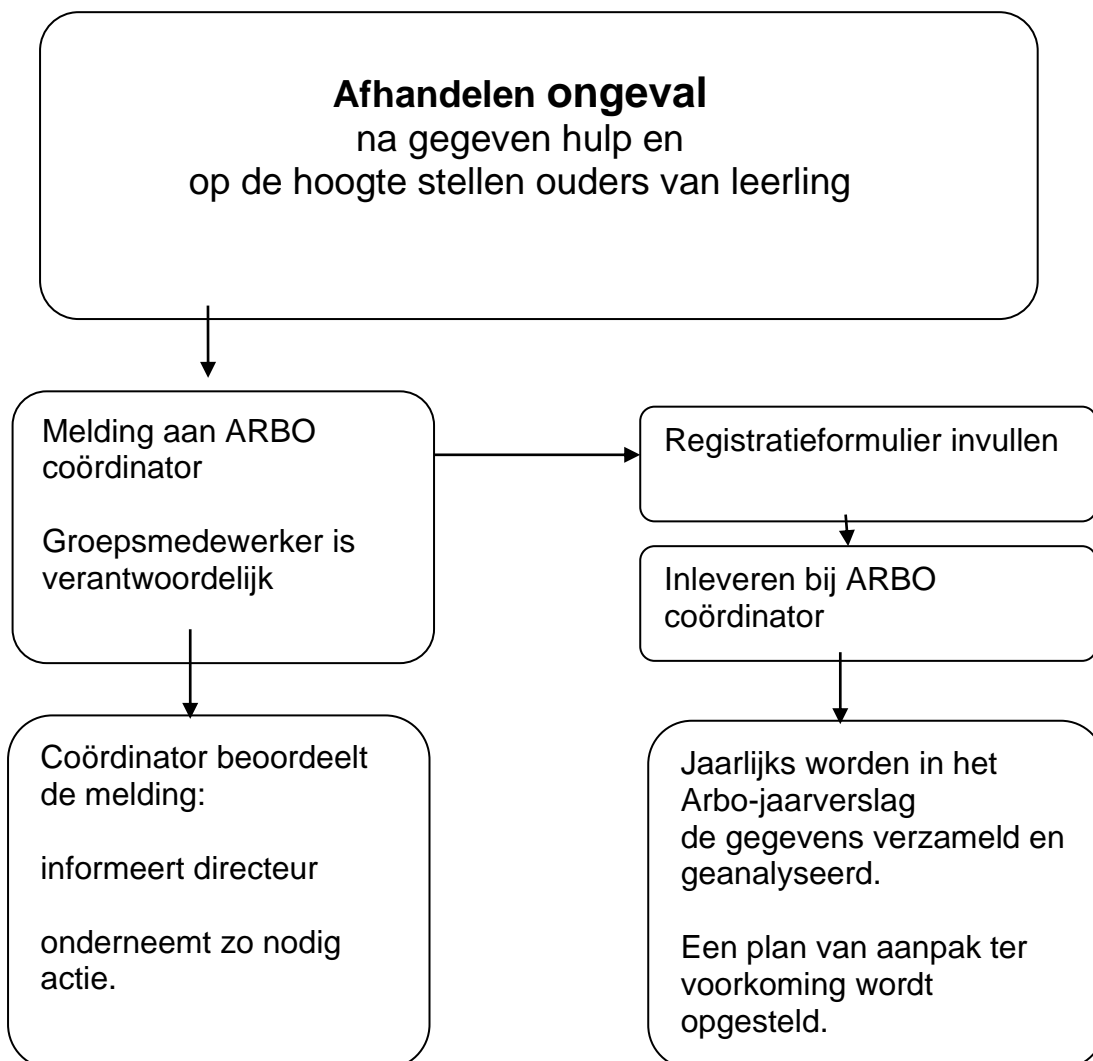 Afhandelen ongeval
na gegeven hulp en
op de hoogte stellen ouders van leerling
Melding aan ARBO
coördinator
Groepsmedewerker is
verantwoordelijk
Registratieformulier invullen
Inleveren bij ARBO
coördinator
Coördinator beoordeelt
de melding:
informeert directeur
onderneemt zo nodig
actie.
Jaarlijks worden in het
Arbo-jaarverslag
de gegevens verzameld en
geanalyseerd.
Een plan van aanpak ter
voorkoming wordt
opgesteld.